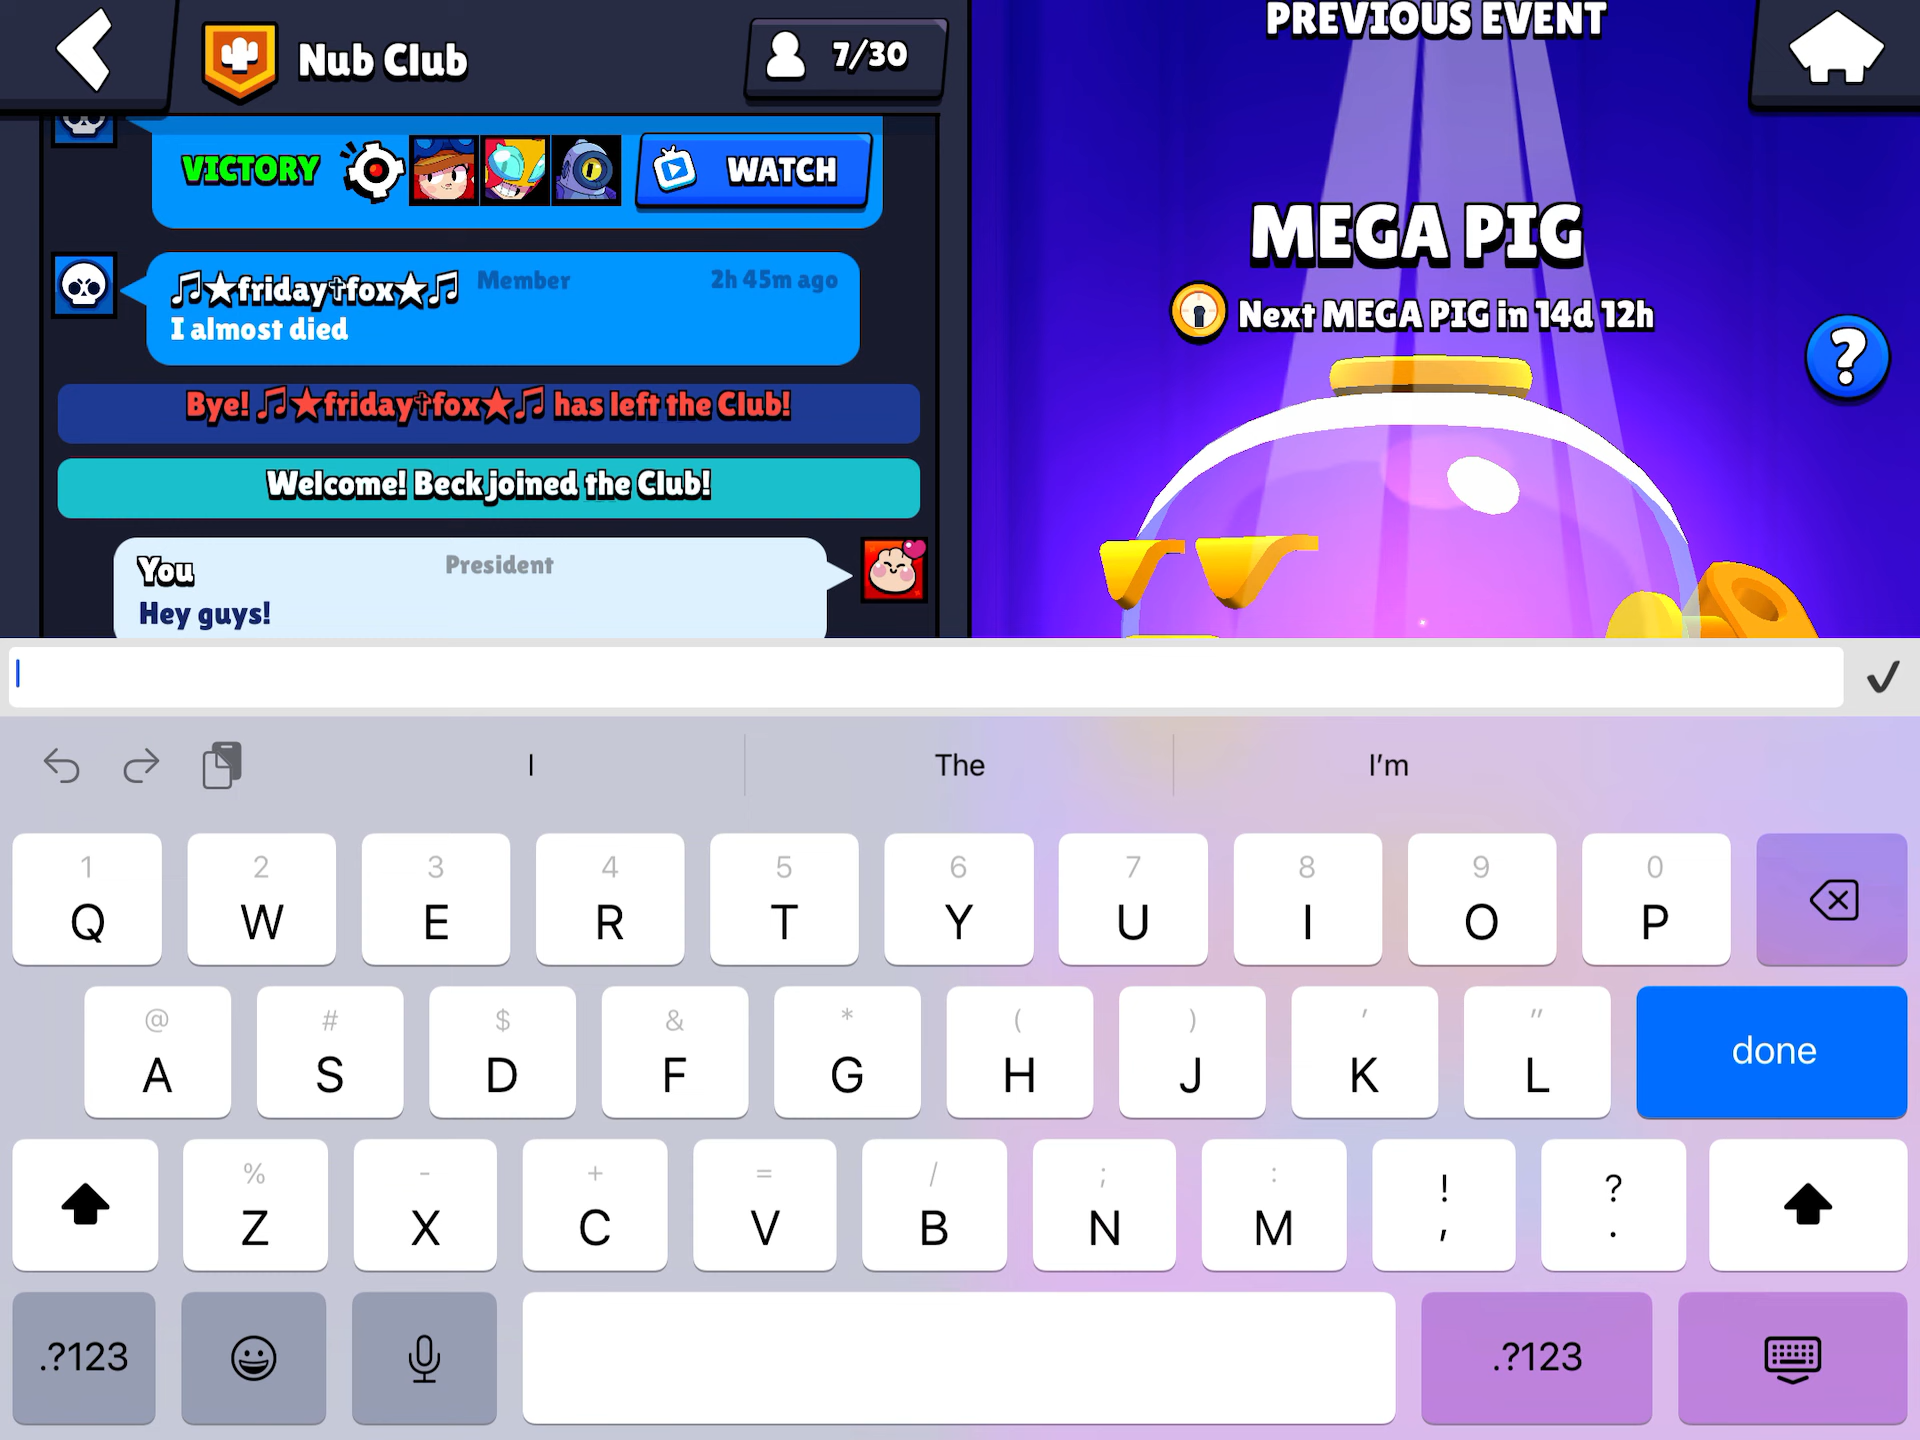 Nub Club
7/30
PREVIOUS EVENT
VICTORY
WATCH
MEGA PIG
Next MEGA PIG in 14d 12h
?
♫★friday✝fox★♫ Member 2h 45m ago
I almost died
Bye! ♫★friday✝fox★♫ has left the Club!
Welcome! Beck joined the Club!
You President
Hey guys!
I The I’m
1 2 3 4 5 6 7 8 9 0
Q W E R T Y U I O P
@ # $ & * ( ) ' "
A S D F G H J K L done
% - + = / ; : ! ?
Z X C V B N M , .
.?123 .?123